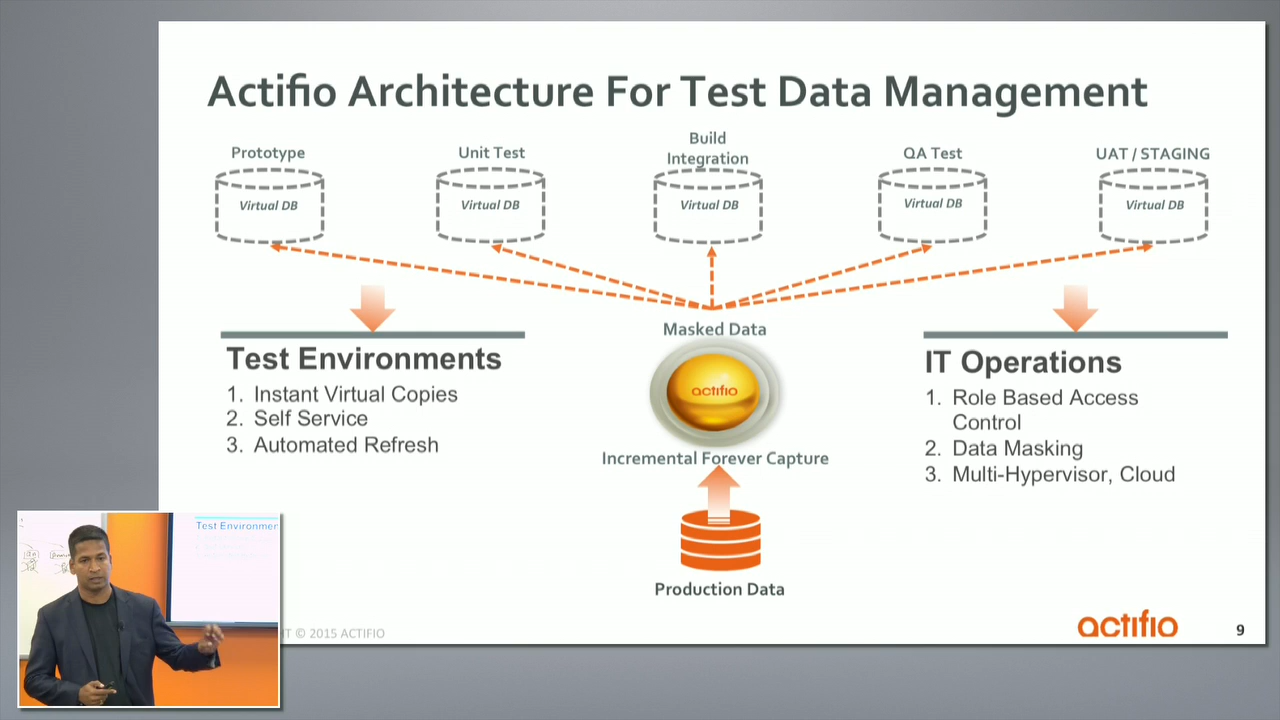 Actifio Architecture For Test Data Management
Prototype
Unit Test
Build
Integration
QA Test
UAT / STAGING
Virtual DB
Virtual DB
Virtual DB
Virtual DB
Virtual DB
Masked Data
actifio
Incremental Forever Capture
Production Data
Test Environments
1. Instant Virtual Copies
2. Self Service
3. Automated Refresh
IT Operations
1. Role Based Access
Control
2. Data Masking
3. Multi-Hypervisor, Cloud
Test Environmen
© 2015 ACTIFIO
actifio
9